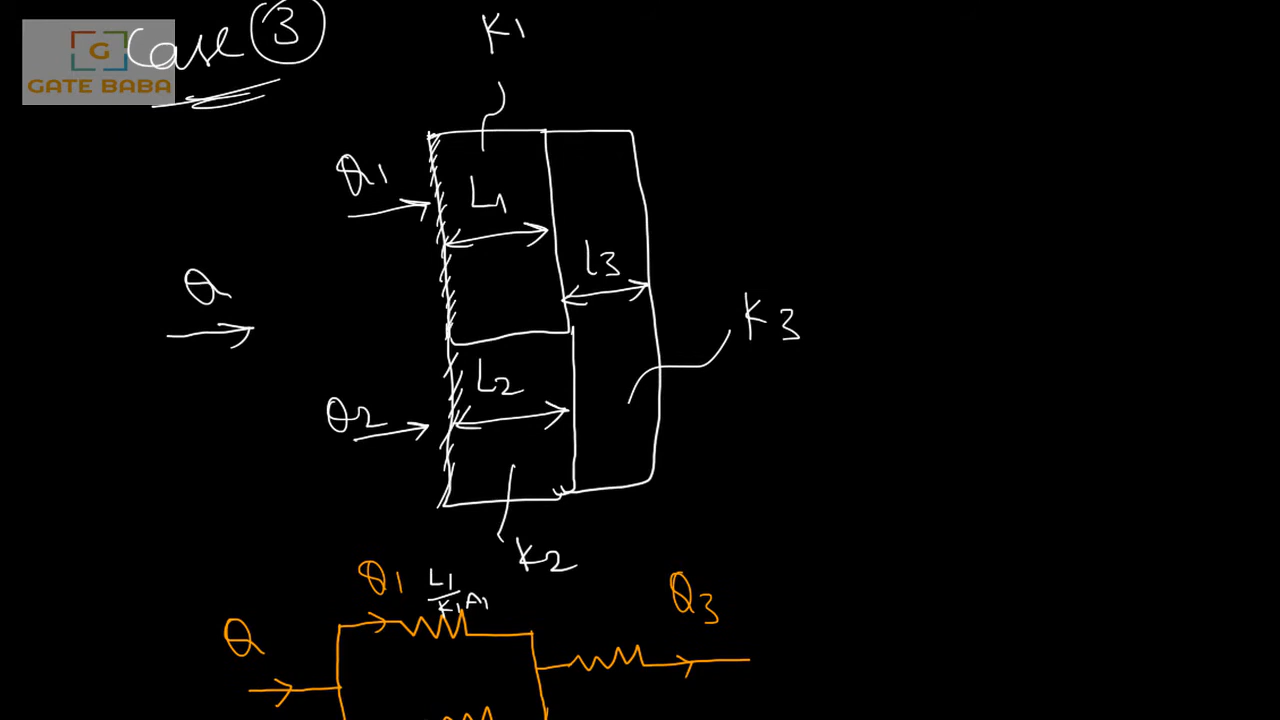 Case 3
G
GATE BABA
K1
Q1
L1
L3
Q
K3
L2
Q2
K2
Q1
L1/K1A1
Q3
Q